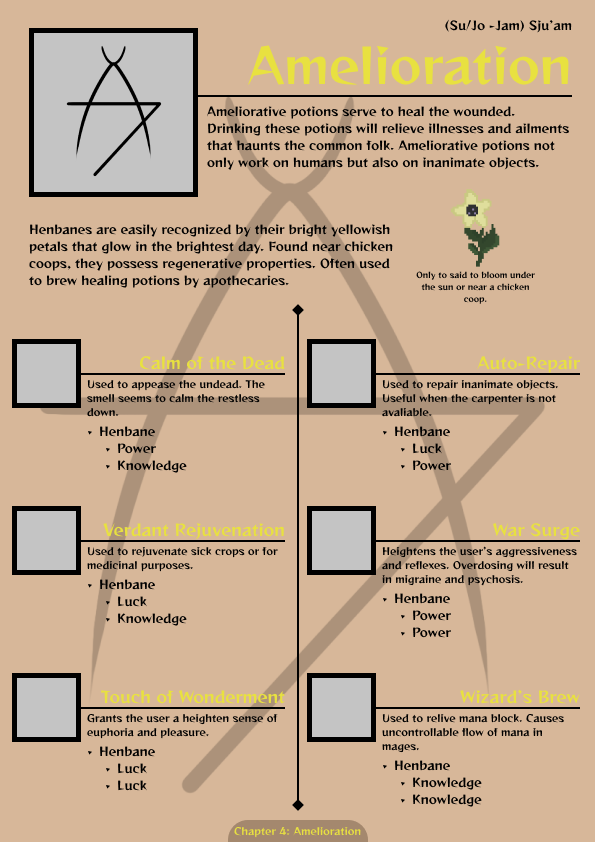 (Su/Jo - Jam) Sju'am
Amelioration
Ameliorative potions serve to heal the wounded.
Drinking these potions will relieve illnesses and ailments
that haunts the common folk. Ameliorative potions not
only work on humans but also on inanimate objects.
Henbanes are easily recognized by their bright yellowish
petals that glow in the brightest day. Found near chicken
coops, they possess regenerative properties. Often used
to brew healing potions by apothecaries.
Only to said to bloom under
the sun or near a chicken
coop.
Calm of the Dead
Used to appease the undead. The
smell seems to calm the restless
down.
Henbane
Power
Knowledge
Auto-Repair
Used to repair inanimate objects.
Useful when the carpenter is not
avaliable.
Henbane
Luck
Power
Verdant Rejuvenation
Used to rejuvenate sick crops or for
medicinal purposes.
Henbane
Luck
Knowledge
War Surge
Heightens the user's aggressiveness
and reflexes. Overdosing will result
in migraine and psychosis.
Henbane
Power
Power
Touch of Wonderment
Grants the user a heighten sense of
euphoria and pleasure.
Henbane
Luck
Luck
Wizard's Brew
Used to relive mana block. Causes
uncontrollable flow of mana in
mages.
Henbane
Knowledge
Knowledge
Chapter 4: Amelioration